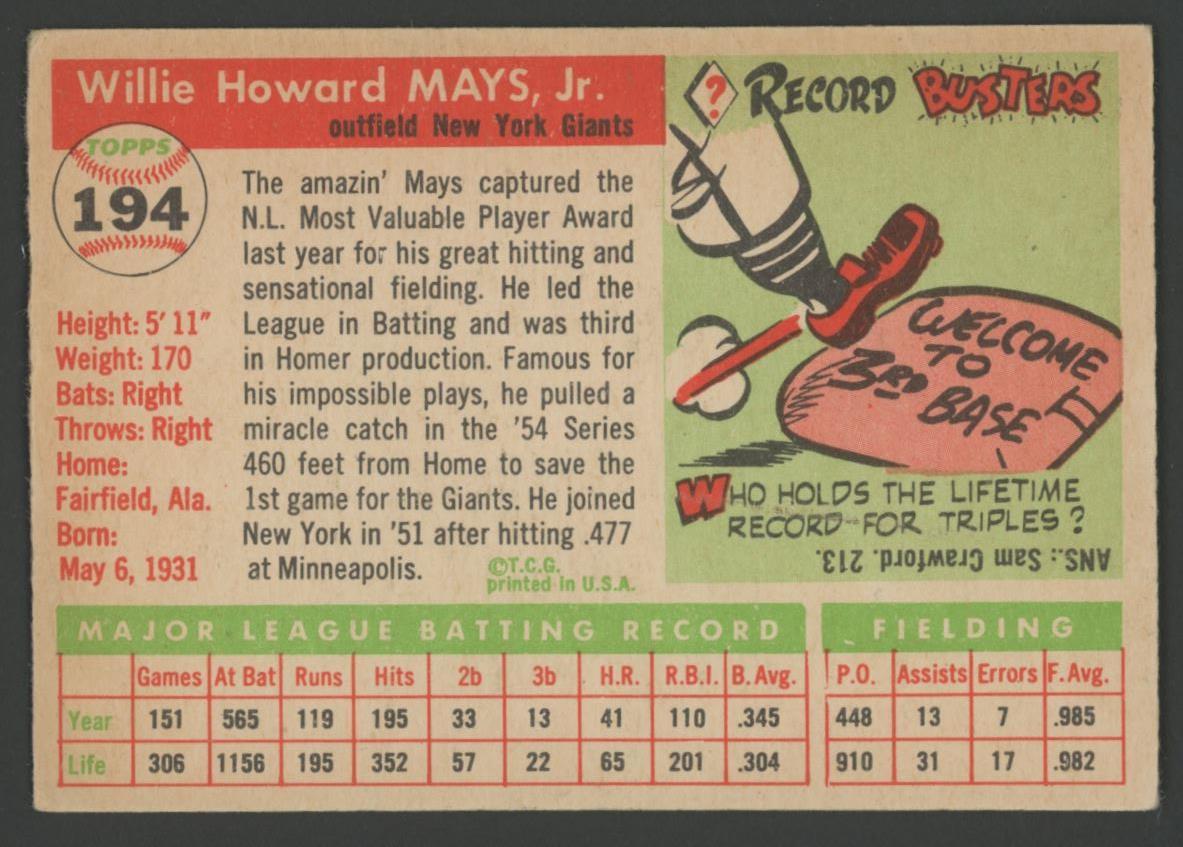 Willie Howard MAYS, Jr.
outfield New York Giants
TOPPS
194
Height: 5' 11"
Weight: 170
Bats: Right
Throws: Right
Home:
Fairfield, Ala.
Born:
May 6, 1931
The amazin' Mays captured the
N.L. Most Valuable Player Award
last year for his great hitting and
sensational fielding. He led the
League in Batting and was third
in Homer production. Famous for
his impossible plays, he pulled a
miracle catch in the '54 Series
460 feet from Home to save the
1st game for the Giants. He joined
New York in '51 after hitting .477
at Minneapolis.
©T.C.G.
printed in U.S.A.
? RECORD BUSTERS
WELCOME
TO
3RD BASE
WHO HOLDS THE LIFETIME
RECORD FOR TRIPLES?
ANS.: Sam Crawford. 213.
MAJOR LEAGUE BATTING RECORD
Games At Bat Runs Hits 2b 3b H.R. R.B.I. B. Avg.
Year 151 565 119 195 33 13 41 110 .345
Life 306 1156 195 352 57 22 65 201 .304
FIELDING
P.O. Assists Errors F. Avg.
448 13 7 .985
910 31 17 .982